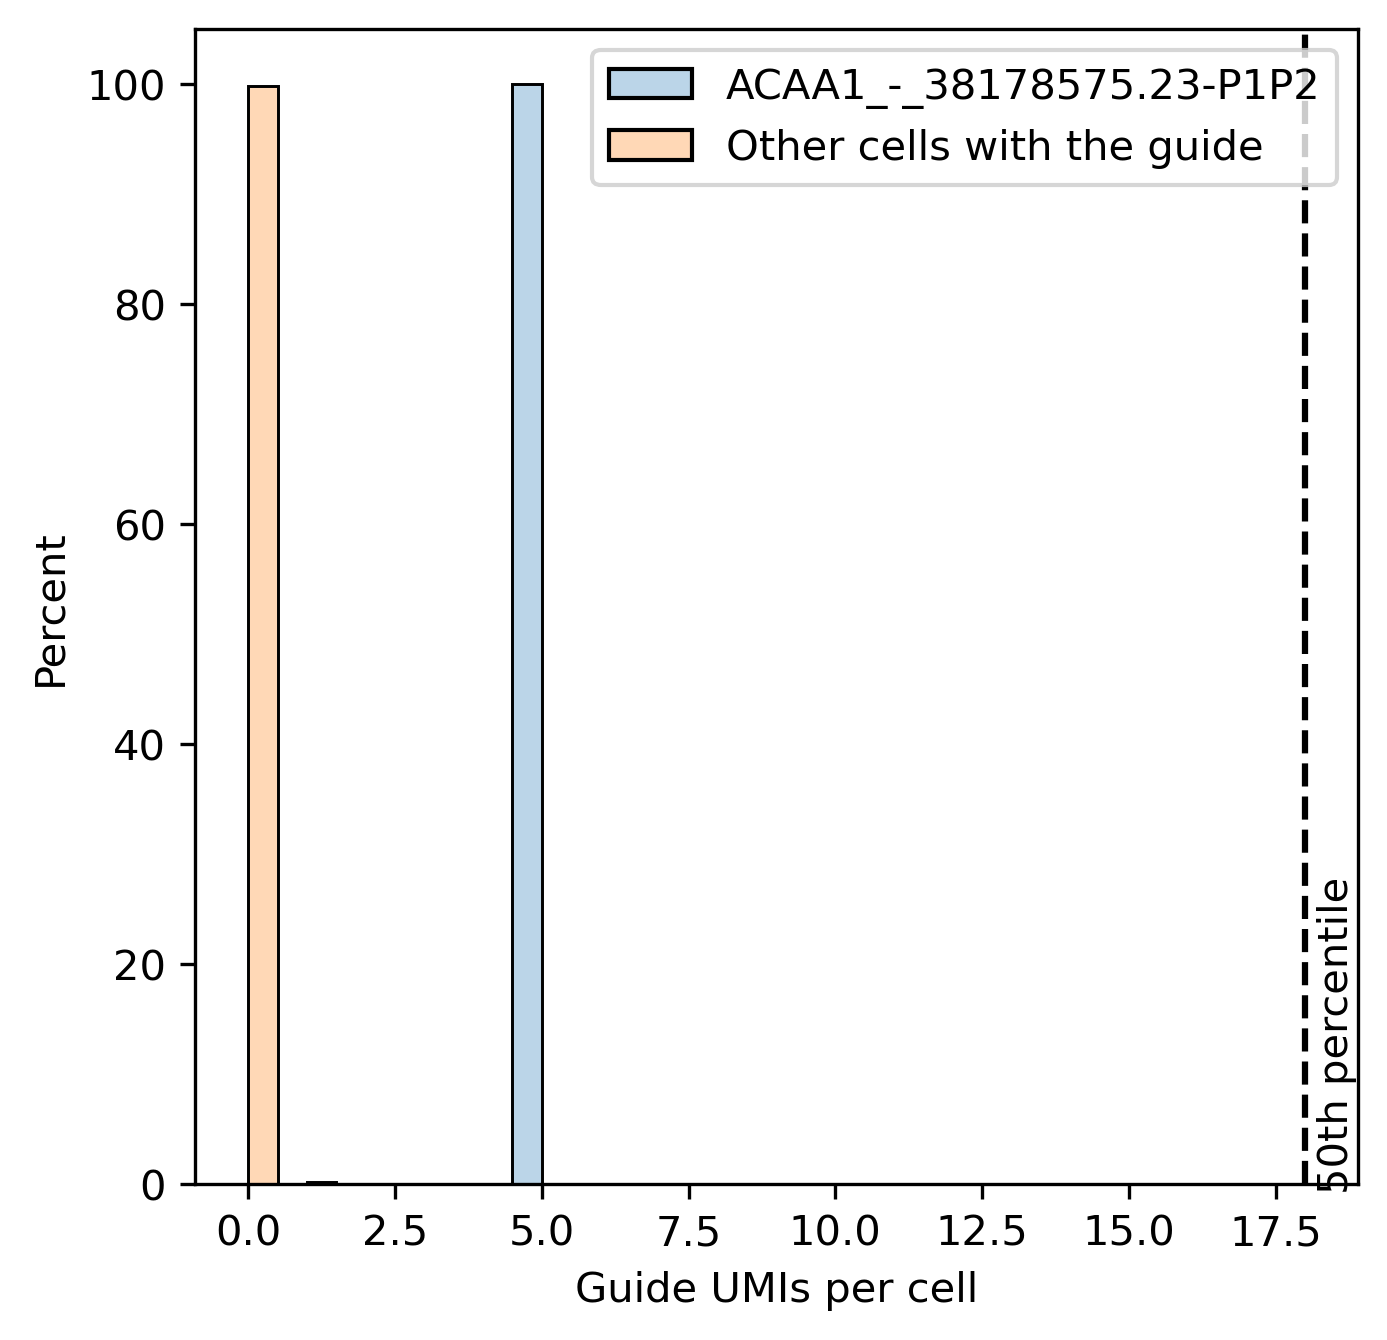 ACAA1_-_38178575.23-P1P2
Other cells with the guide
100
80
60
40
20
0
Percent
50th percentile
0.0 2.5 5.0 7.5 10.0 12.5 15.0 17.5
Guide UMIs per cell